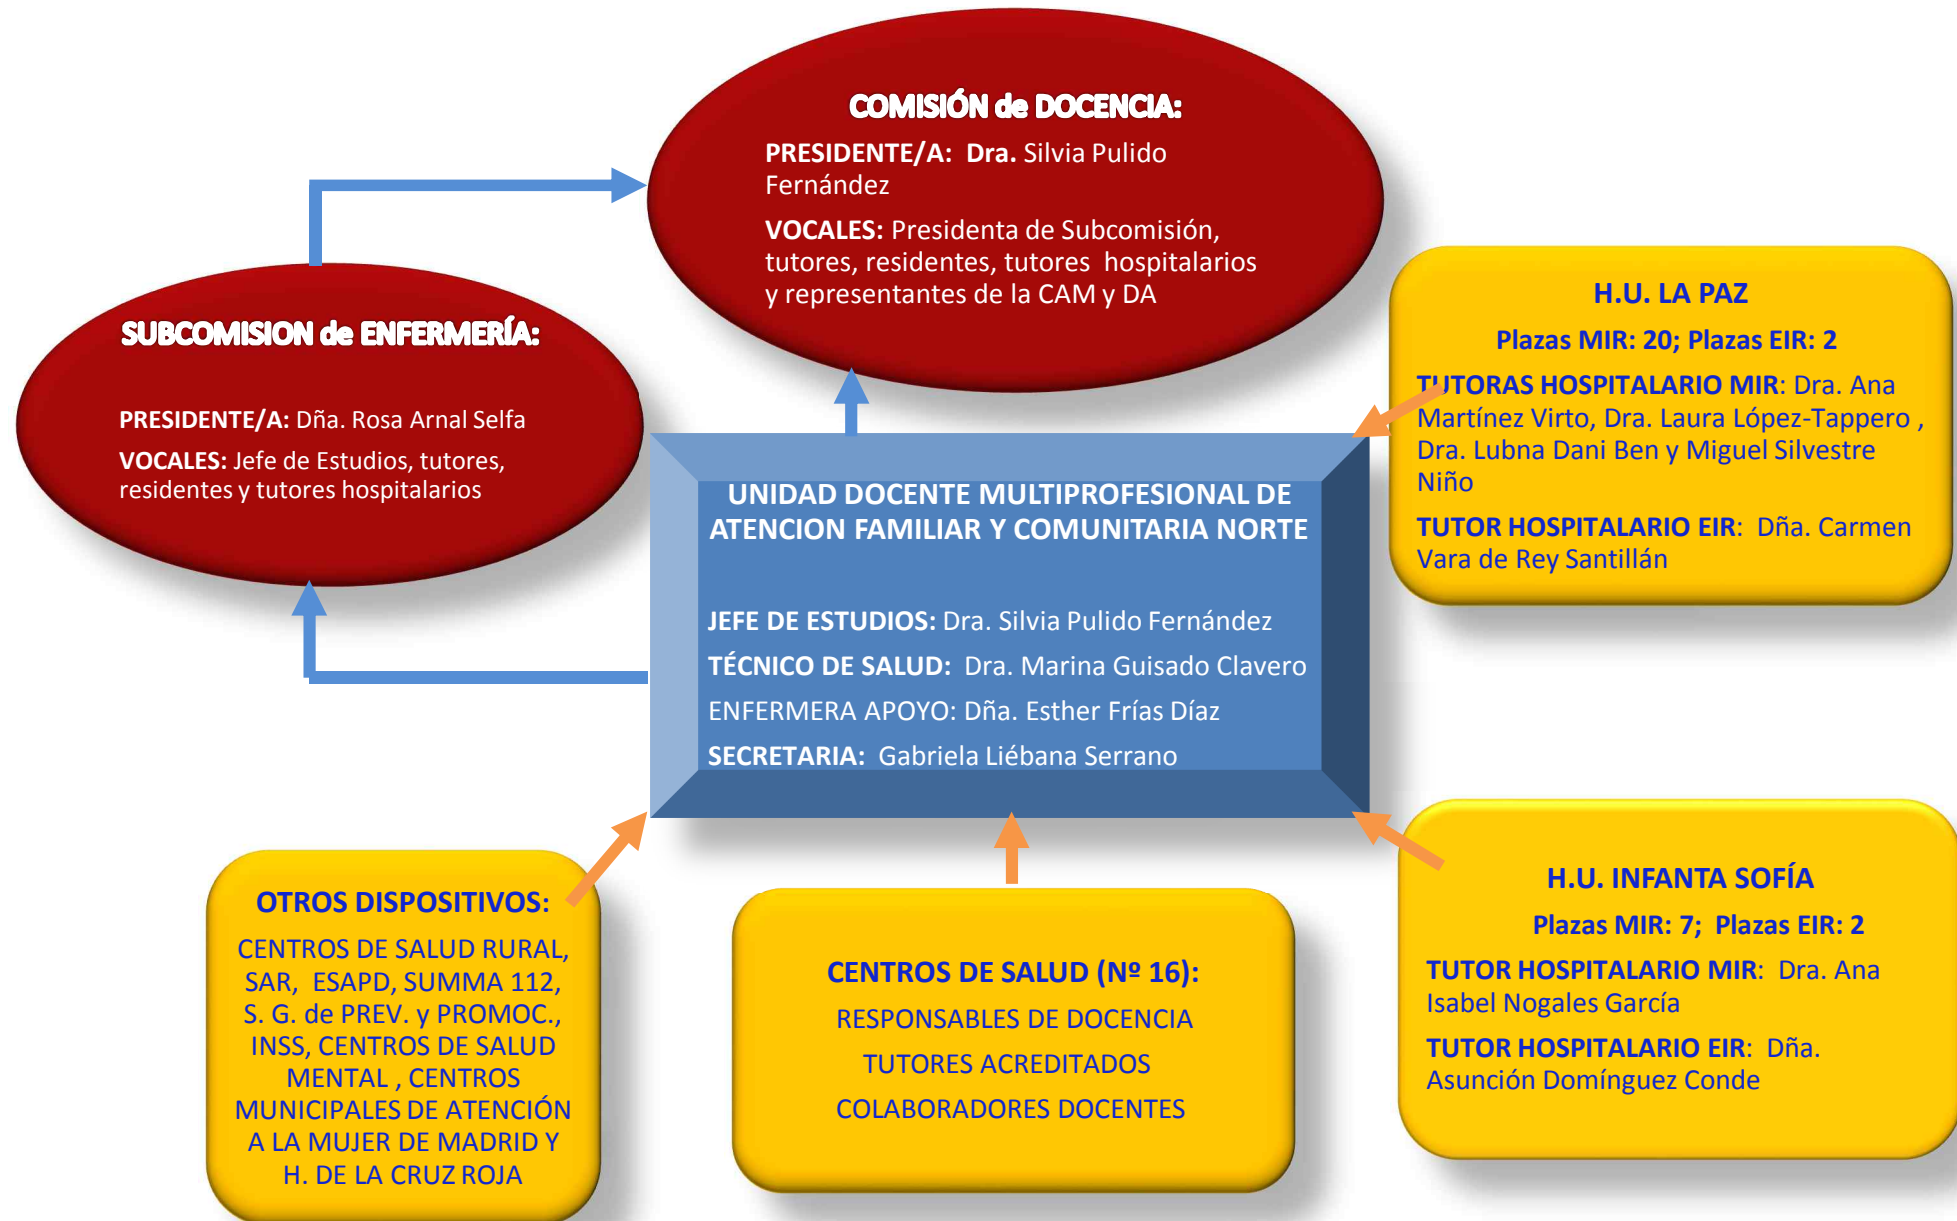 COMISIÓN de DOCENCIA:
PRESIDENTE/A: Dra. Silvia Pulido
Fernández
VOCALES: Presidenta de Subcomisión,
tutores, residentes, tutores hospitalarios
y representantes de la CAM y DA
SUBCOMISION de ENFERMERÍA:
PRESIDENTE/A: Dña. Rosa Arnal Selfa
VOCALES: Jefe de Estudios, tutores,
residentes y tutores hospitalarios
H.U. LA PAZ
Plazas MIR: 20; Plazas EIR: 2
TUTORAS HOSPITALARIO MIR: Dra. Ana
Martínez Virto, Dra. Laura López-Tappero ,
Dra. Lubna Dani Ben y Miguel Silvestre
Niño
TUTOR HOSPITALARIO EIR: Dña. Carmen
Vara de Rey Santillán
UNIDAD DOCENTE MULTIPROFESIONAL DE
ATENCION FAMILIAR Y COMUNITARIA NORTE
JEFE DE ESTUDIOS: Dra. Silvia Pulido Fernández
TÉCNICO DE SALUD: Dra. Marina Guisado Clavero
ENFERMERA APOYO: Dña. Esther Frías Díaz
SECRETARIA: Gabriela Liébana Serrano
OTROS DISPOSITIVOS:
CENTROS DE SALUD RURAL,
SAR, ESAPD, SUMMA 112,
S. G. de PREV. y PROMOC.,
INSS, CENTROS DE SALUD
MENTAL , CENTROS
MUNICIPALES DE ATENCIÓN
A LA MUJER DE MADRID Y
H. DE LA CRUZ ROJA
CENTROS DE SALUD (Nº 16):
RESPONSABLES DE DOCENCIA
TUTORES ACREDITADOS
COLABORADORES DOCENTES
H.U. INFANTA SOFÍA
Plazas MIR: 7; Plazas EIR: 2
TUTOR HOSPITALARIO MIR: Dra. Ana
Isabel Nogales García
TUTOR HOSPITALARIO EIR: Dña.
Asunción Domínguez Conde